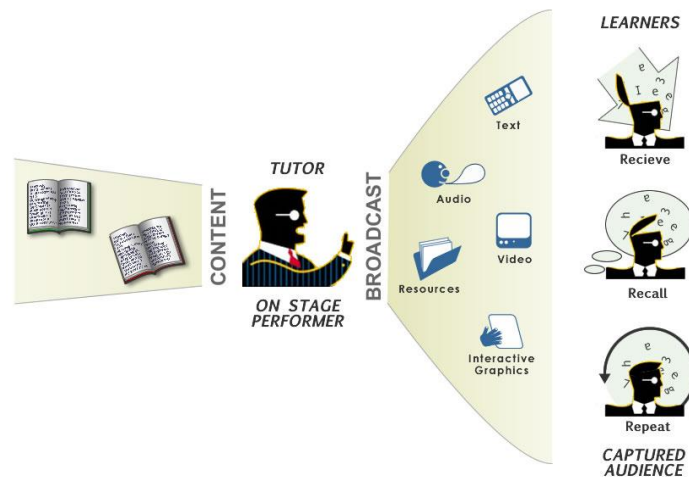 LEARNERS
Text
Recieve
TUTOR
CONTENT
BROADCAST
Audio
Video
Resources
Recall
ON STAGE
PERFORMER
Interactive
Graphics
Repeat
CAPTURED
AUDIENCE